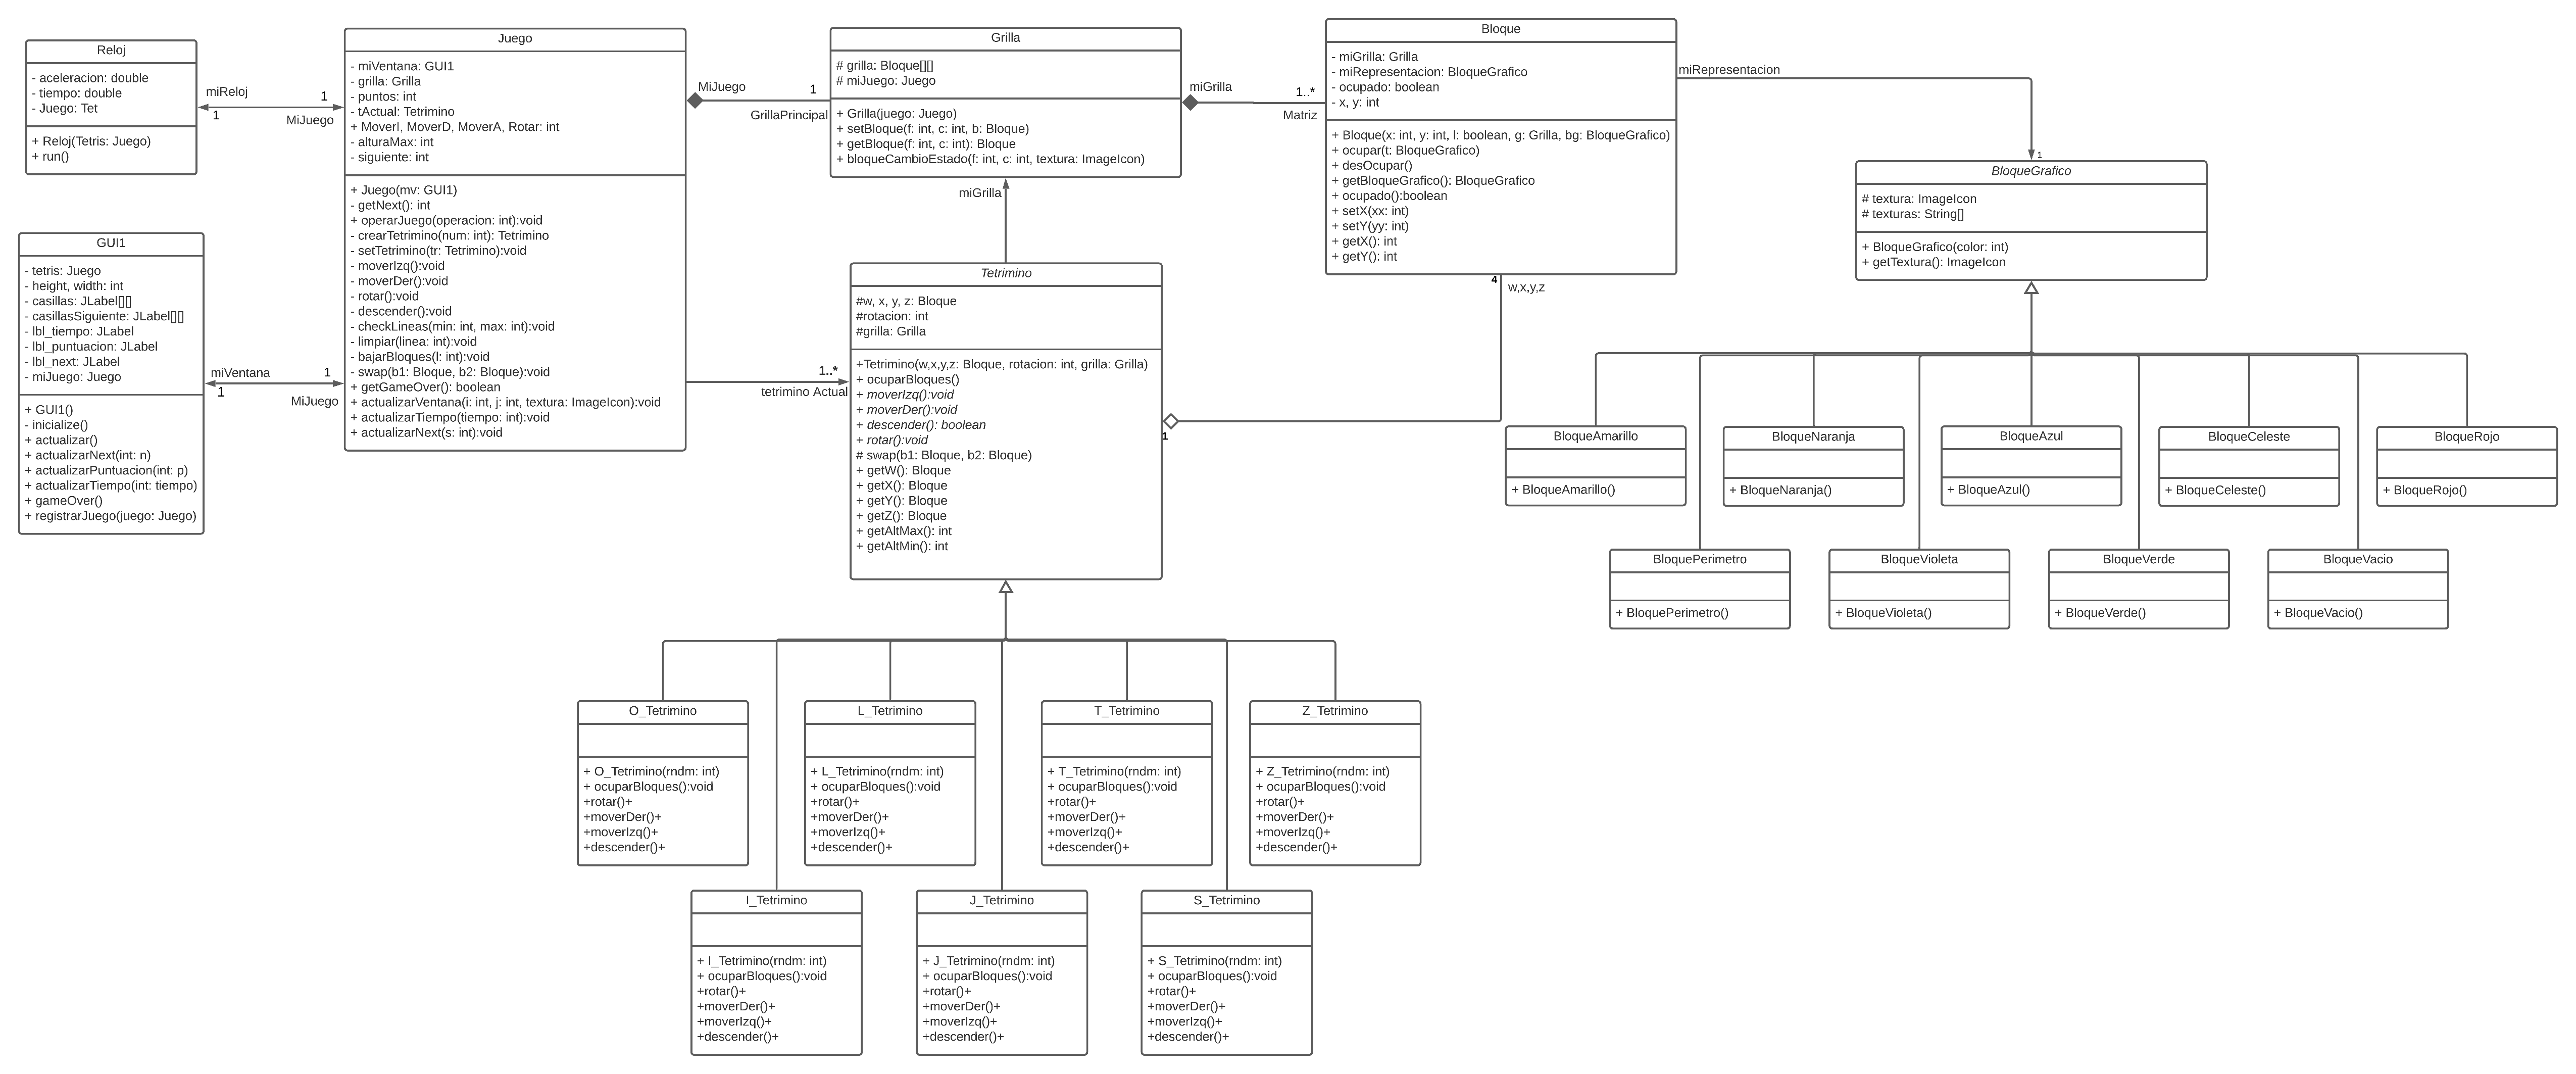 Reloj
- aceleracion: double
- tiempo: double
- Juego: Tet
+ Reloj(Tetris: Juego)
+ run()
miReloj
1
1
MiJuego
GUI1
- tetris: Juego
- height, width: int
- casillas: JLabel[][]
- casillasSiguiente: JLabel[][]
- lbl_tiempo: JLabel
- lbl_puntuacion: JLabel
- lbl_next: JLabel
- miJuego: Juego
+ GUI1()
- inicialize()
+ actualizar()
+ actualizarNext(int: n)
+ actualizarPuntuacion(int: p)
+ actualizarTiempo(int: tiempo)
+ gameOver()
+ registrarJuego(juego: Juego)
miVentana
1
1
MiJuego
Juego
- miVentana: GUI1
- grilla: Grilla
- puntos: int
- tActual: Tetrimino
+ MoverI, MoverD, MoverA, Rotar: int
- alturaMax: int
- siguiente: int
+ Juego(mv: GUI1)
- getNext(): int
+ operarJuego(operacion: int):void
- crearTetrimino(num: int): Tetrimino
- setTetrimino(tr: Tetrimino):void
- moverIzq():void
- moverDer():void
- rotar():void
- descender():void
- checkLineas(min: int, max: int):void
- limpiar(linea: int):void
- bajarBloques(l: int):void
- swap(b1: Bloque, b2: Bloque):void
+ getGameOver(): boolean
+ actualizarVentana(i: int, j: int, textura: ImageIcon):void
+ actualizarTiempo(tiempo: int):void
+ actualizarNext(s: int):void
MiJuego
1
GrillaPrincipal
1..*
tetrimino Actual
Grilla
# grilla: Bloque[][]
# miJuego: Juego
+ Grilla(juego: Juego)
+ setBloque(f: int, c: int, b: Bloque)
+ getBloque(f: int, c: int): Bloque
+ bloqueCambioEstado(f: int, c: int, textura: ImageIcon)
miGrilla
1..*
Matriz
miGrilla
Tetrimino
#w, x, y, z: Bloque
#rotacion: int
#grilla: Grilla
+Tetrimino(w,x,y,z: Bloque, rotacion: int, grilla: Grilla)
+ ocuparBloques()
+ moverIzq():void
+ moverDer():void
+ descender(): boolean
+ rotar():void
# swap(b1: Bloque, b2: Bloque)
+ getW(): Bloque
+ getX(): Bloque
+ getY(): Bloque
+ getZ(): Bloque
+ getAltMax(): int
+ getAltMin(): int
1
4
w,x,y,z
Bloque
- miGrilla: Grilla
- miRepresentacion: BloqueGrafico
- ocupado: boolean
- x, y: int
+ Bloque(x: int, y: int, l: boolean, g: Grilla, bg: BloqueGrafico)
+ ocupar(t: BloqueGrafico)
+ desOcupar()
+ getBloqueGrafico(): BloqueGrafico
+ ocupado():boolean
+ setX(xx: int)
+ setY(yy: int)
+ getX(): int
+ getY(): int
miRepresentacion
1
BloqueGrafico
# textura: ImageIcon
# texturas: String[]
+ BloqueGrafico(color: int)
+ getTextura(): ImageIcon
BloqueAmarillo
+ BloqueAmarillo()
BloqueNaranja
+ BloqueNaranja()
BloqueAzul
+ BloqueAzul()
BloqueCeleste
+ BloqueCeleste()
BloqueRojo
+ BloqueRojo()
BloquePerimetro
+ BloquePerimetro()
BloqueVioleta
+ BloqueVioleta()
BloqueVerde
+ BloqueVerde()
BloqueVacio
+ BloqueVacio()
O_Tetrimino
+ O_Tetrimino(rndm: int)
+ ocuparBloques():void
+rotar()+
+moverDer()+
+moverIzq()+
+descender()+
L_Tetrimino
+ L_Tetrimino(rndm: int)
+ ocuparBloques():void
+rotar()+
+moverDer()+
+moverIzq()+
+descender()+
T_Tetrimino
+ T_Tetrimino(rndm: int)
+ ocuparBloques():void
+rotar()+
+moverDer()+
+moverIzq()+
+descender()+
Z_Tetrimino
+ Z_Tetrimino(rndm: int)
+ ocuparBloques():void
+rotar()+
+moverDer()+
+moverIzq()+
+descender()+
I_Tetrimino
+ I_Tetrimino(rndm: int)
+ ocuparBloques():void
+rotar()+
+moverDer()+
+moverIzq()+
+descender()+
J_Tetrimino
+ J_Tetrimino(rndm: int)
+ ocuparBloques():void
+rotar()+
+moverDer()+
+moverIzq()+
+descender()+
S_Tetrimino
+ S_Tetrimino(rndm: int)
+ ocuparBloques():void
+rotar()+
+moverDer()+
+moverIzq()+
+descender()+